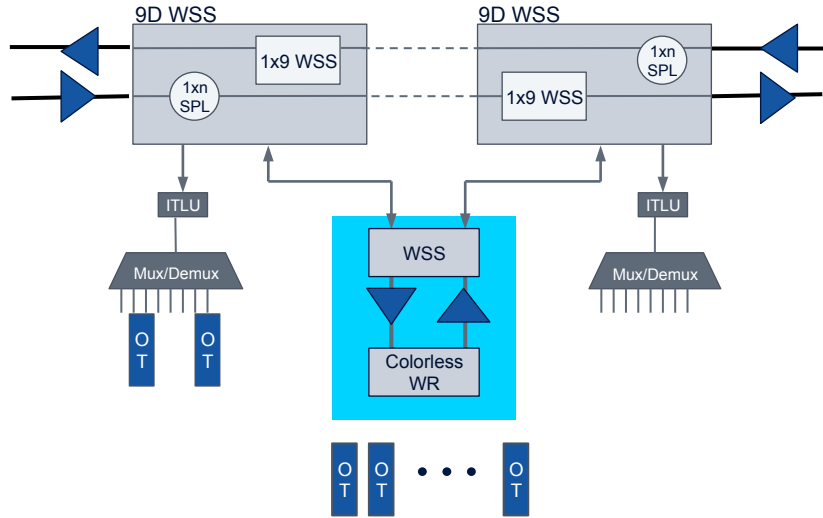 9D WSS
9D WSS
1x9 WSS
1xn
SPL
1xn
SPL
1x9 WSS
ITLU
ITLU
WSS
Mux/Demux
Mux/Demux
O
T
O
T
Colorless
WR
O
T
O
T
O
T